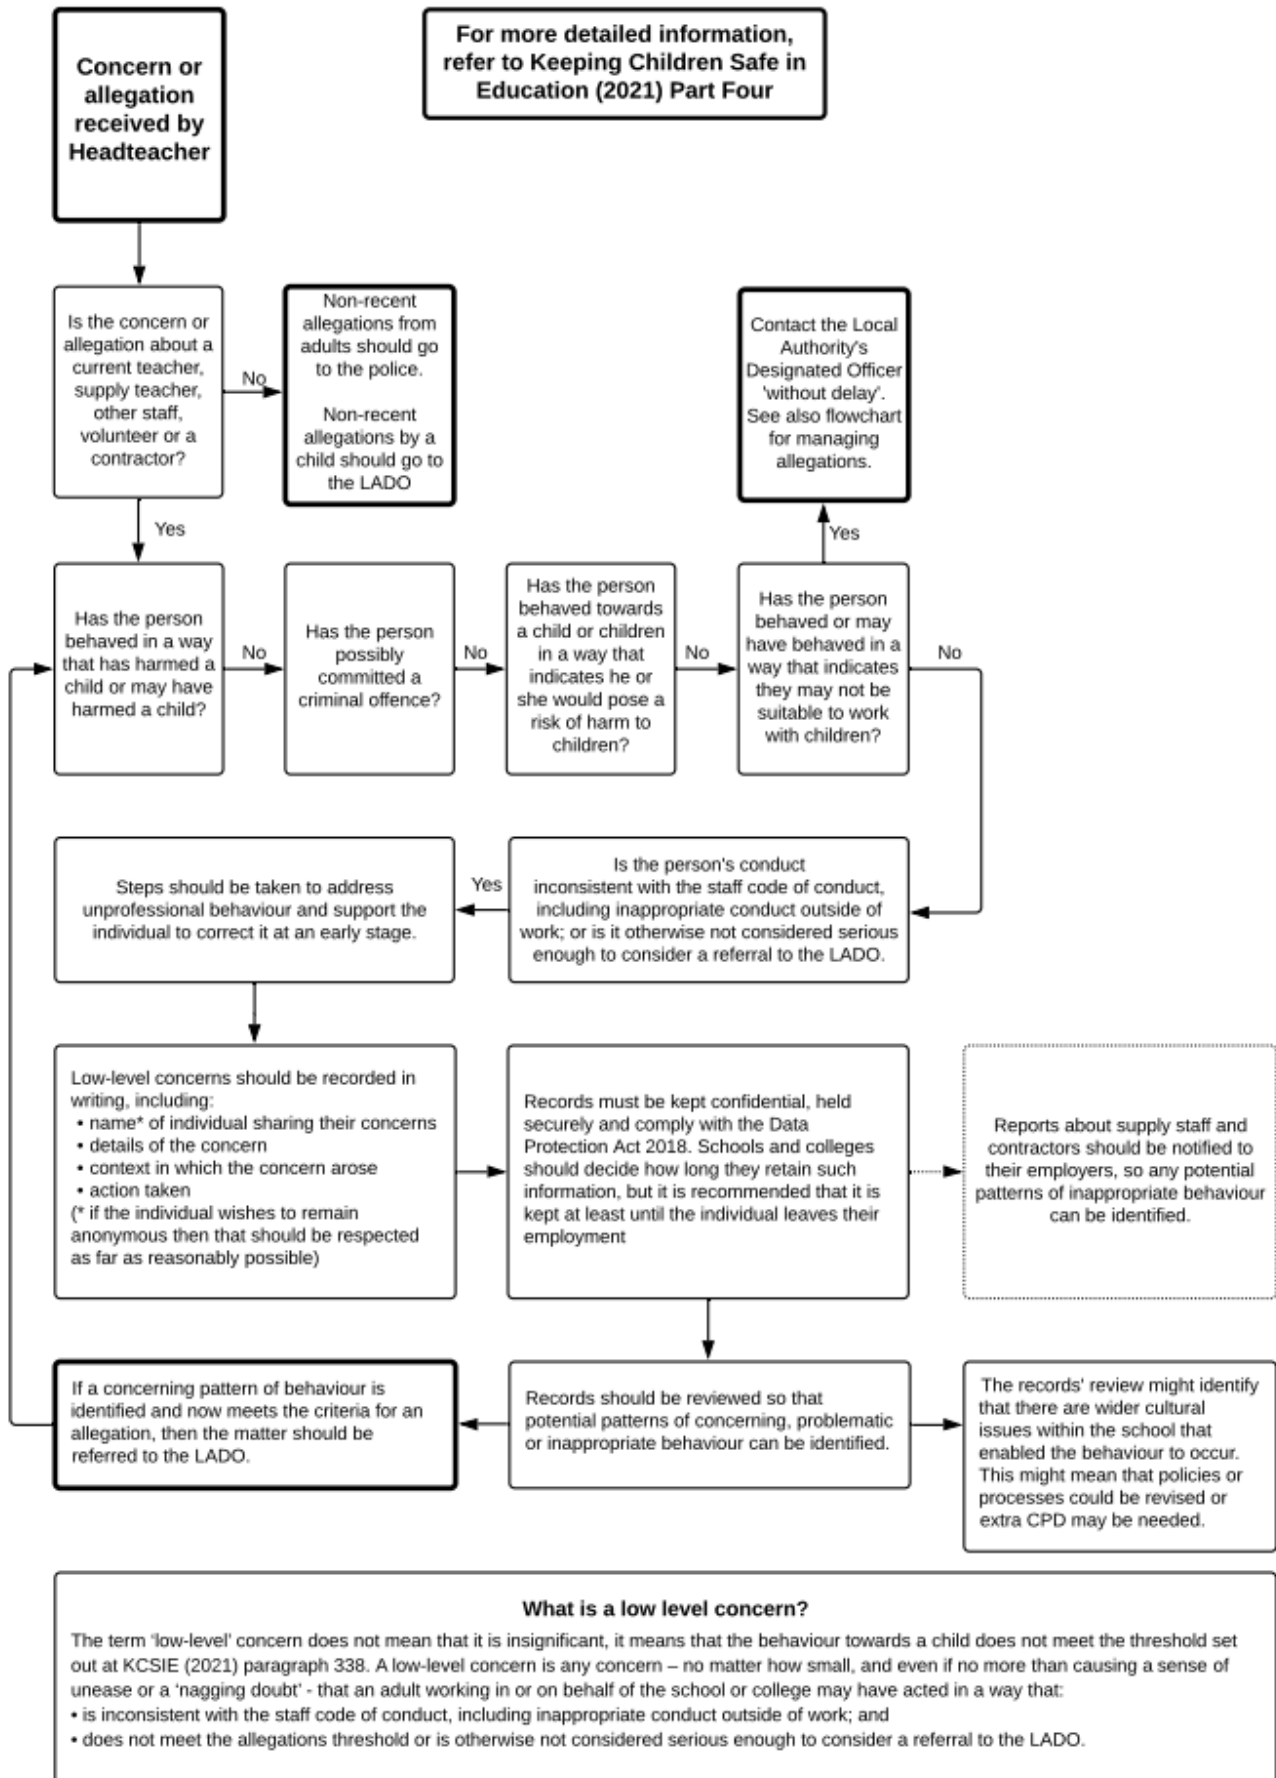 Concern or
allegation
received by
Headteacher
For more detailed information,
refer to Keeping Children Safe in
Education (2021) Part Four
Is the concern or
allegation about a
current teacher,
supply teacher,
other staff,
volunteer or a
contractor?
No
Non-recent
allegations from
adults should go
to the police.
Non-recent
allegations by a
child should go to
the LADO
Contact the Local
Authority's
Designated Officer
'without delay'.
See also flowchart
for managing
allegations.
Yes
Yes
Has the person
behaved in a way
that has harmed a
child or may have
harmed a child?
No
Has the person
possibly
committed a
criminal offence?
No
Has the person
behaved towards
a child or children
in a way that
indicates he or
she would pose a
risk of harm to
children?
No
Has the person
behaved or may
have behaved in a
way that indicates
they may not be
suitable to work
with children?
No
Is the person's conduct
inconsistent with the staff code of conduct,
including inappropriate conduct outside of
work; or is it otherwise not considered serious
enough to consider a referral to the LADO.
Yes
Steps should be taken to address
unprofessional behaviour and support the
individual to correct it at an early stage.
Low-level concerns should be recorded in
writing, including:
• name* of individual sharing their concerns
• details of the concern
• context in which the concern arose
• action taken
(* if the individual wishes to remain
anonymous then that should be respected
as far as reasonably possible)
Records must be kept confidential, held
securely and comply with the Data
Protection Act 2018. Schools and colleges
should decide how long they retain such
information, but it is recommended that it is
kept at least until the individual leaves their
employment
Reports about supply staff and
contractors should be notified to
their employers, so any potential
patterns of inappropriate behaviour
can be identified.
If a concerning pattern of behaviour is
identified and now meets the criteria for an
allegation, then the matter should be
referred to the LADO.
Records should be reviewed so that
potential patterns of concerning, problematic
or inappropriate behaviour can be identified.
The records' review might identify
that there are wider cultural
issues within the school that
enabled the behaviour to occur.
This might mean that policies or
processes could be revised or
extra CPD may be needed.
What is a low level concern?
The term 'low-level' concern does not mean that it is insignificant, it means that the behaviour towards a child does not meet the threshold set
out at KCSIE (2021) paragraph 338. A low-level concern is any concern – no matter how small, and even if no more than causing a sense of
unease or a 'nagging doubt' - that an adult working in or on behalf of the school or college may have acted in a way that:
• is inconsistent with the staff code of conduct, including inappropriate conduct outside of work; and
• does not meet the allegations threshold or is otherwise not considered serious enough to consider a referral to the LADO.